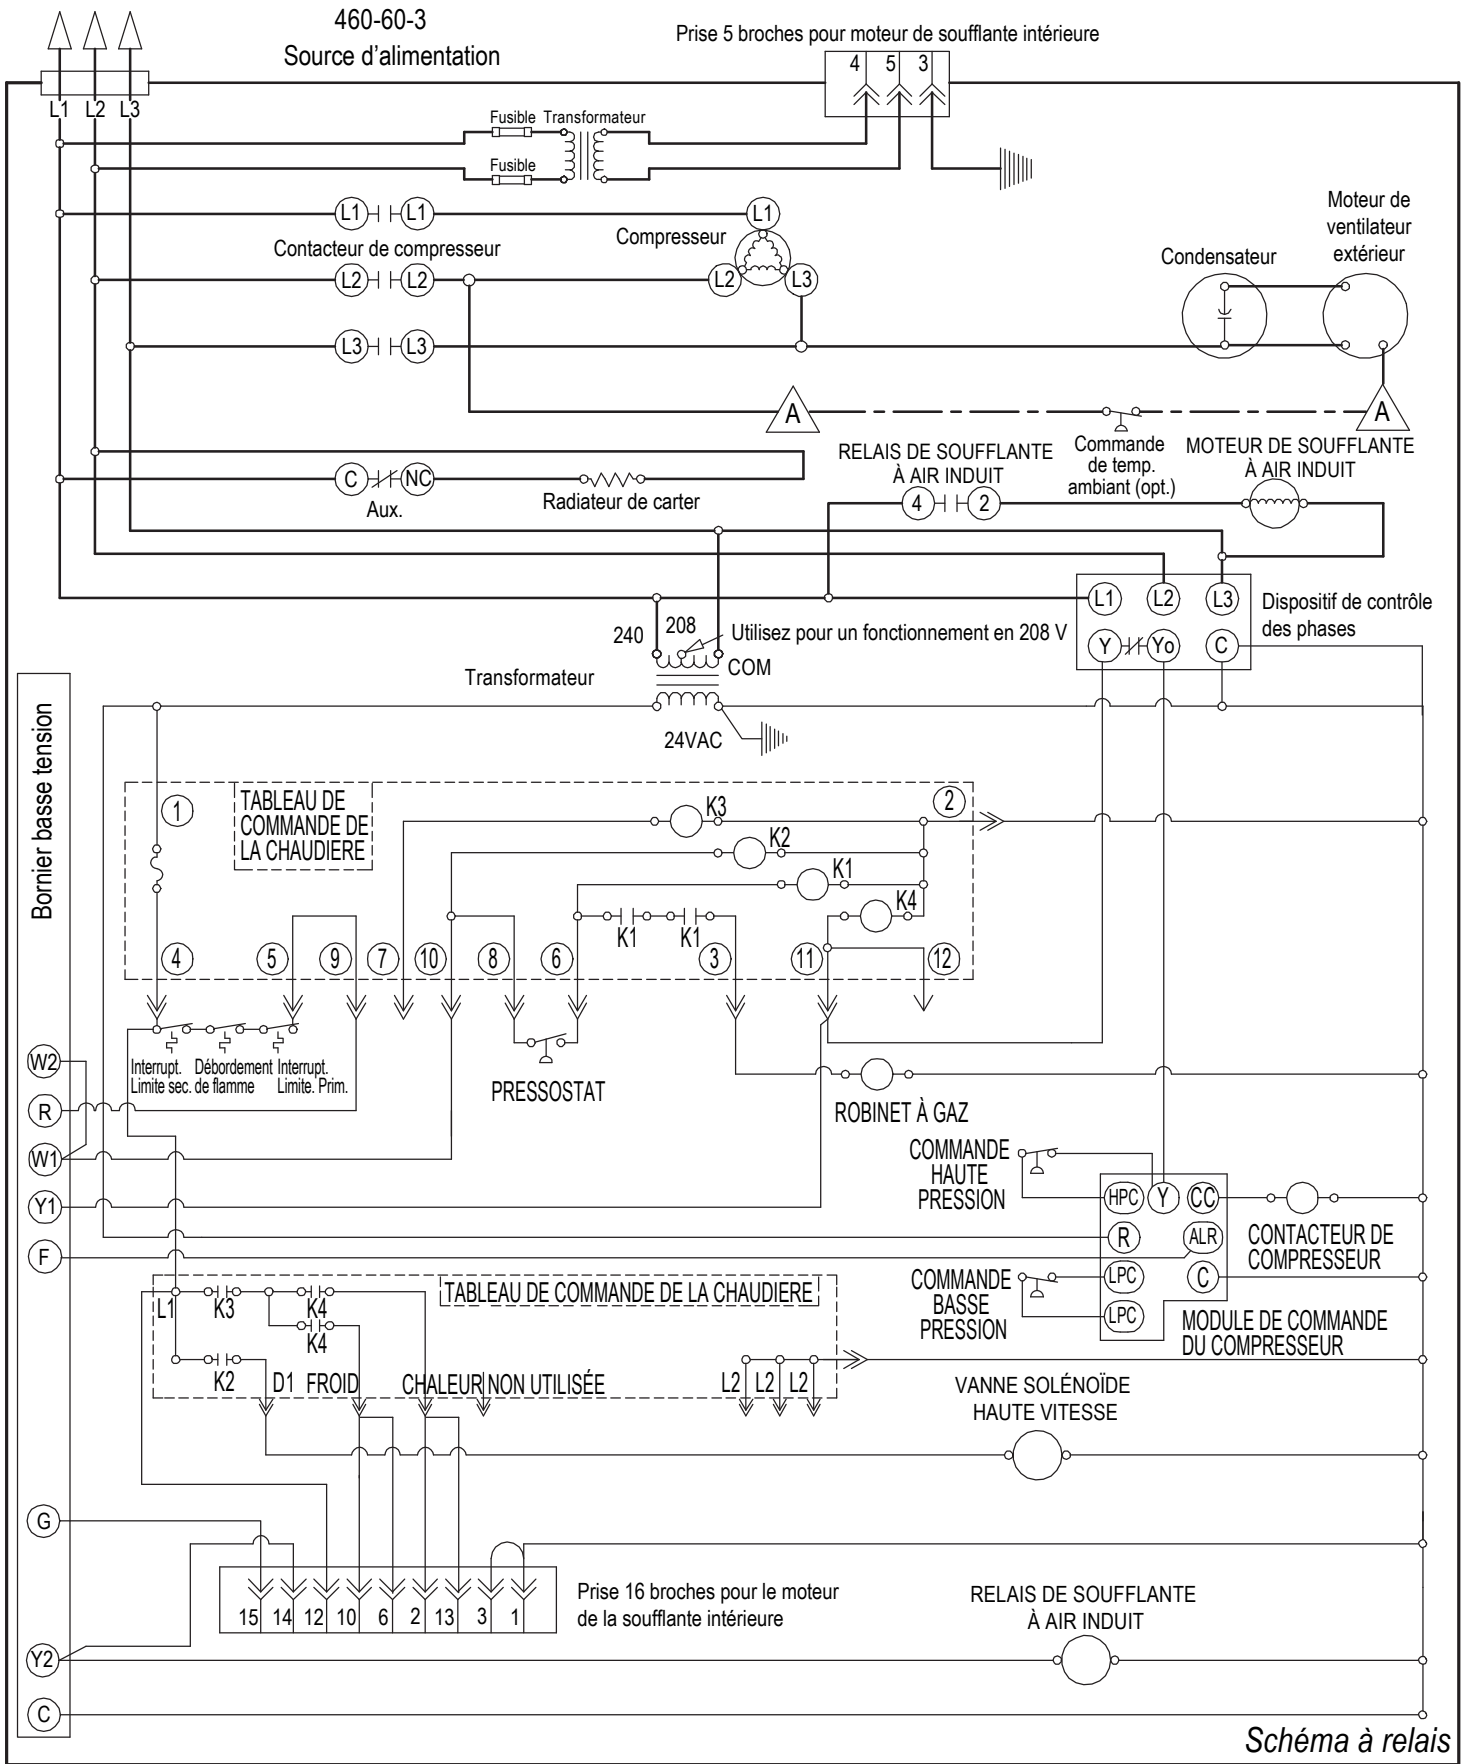 460-60-3
Source d'alimentation
Prise 5 broches pour moteur de soufflante intérieure
4 5 3
L1 L2 L3
Fusible Transformateur
Fusible
L1 L1 L1
Contacteur de compresseur
Compresseur
L2 L2 L2 L3
L3 L3
Condensateur
Moteur de
ventilateur
extérieur
A A
Commande
de temp.
ambiant (opt.)
RELAIS DE SOUFFLANTE
À AIR INDUIT
4 2
MOTEUR DE SOUFFLANTE
À AIR INDUIT
C NC
Aux.
Radiateur de carter
L1 L2 L3
Y Yo C
Dispositif de contrôle
des phases
240 208 Utilisez pour un fonctionnement en 208 V
COM
Transformateur
24VAC
Bornier basse tension
TABLEAU DE
COMMANDE DE
LA CHAUDIERE
1 K3 2
K2
K1
K4
K1 K1
4 5 9 7 10 8 6 3 11 12
Interrupt.
Limite sec.
Débordement
de flamme
Interrupt.
Limite. Prim.
PRESSOSTAT
ROBINET À GAZ
W2
R
W1
Y1
F
COMMANDE
HAUTE
PRESSION
HPC Y CC
R ALR
LPC C
LPC
CONTACTEUR DE
COMPRESSEUR
COMMANDE
BASSE
PRESSION
MODULE DE COMMANDE
DU COMPRESSEUR
TABLEAU DE COMMANDE DE LA CHAUDIERE
L1 K3 K4
K4
K2 D1 FROID CHALEUR NON UTILISÉE L2 L2 L2
VANNE SOLÉNOÏDE
HAUTE VITESSE
G
15 14 12 10 6 2 13 3 1
Prise 16 broches pour le moteur
de la soufflante intérieure
RELAIS DE SOUFFLANTE
À AIR INDUIT
Y2
C
Schéma à relais